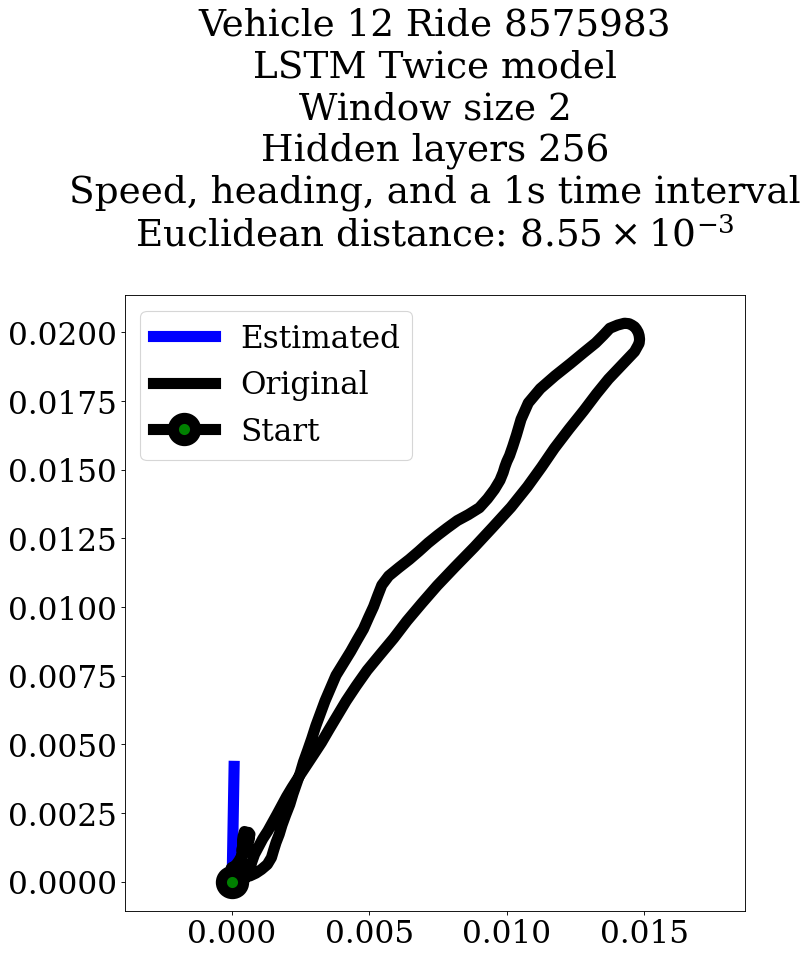 Vehicle 12 Ride 8575983
LSTM Twice model
Window size 2
Hidden layers 256
Speed, heading, and a 1s time interval
Euclidean distance: 8.55 × 10⁻³
Estimated
Original
Start
0.0200
0.0175
0.0150
0.0125
0.0100
0.0075
0.0050
0.0025
0.0000
0.000 0.005 0.010 0.015